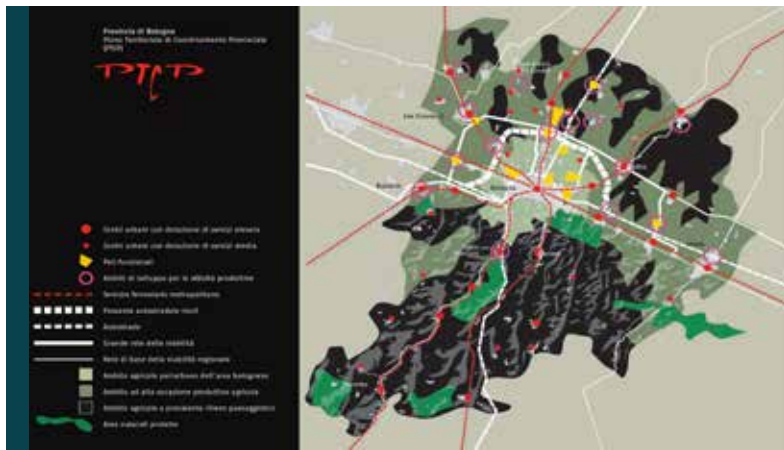 Provincia di Bologna
Piano Territoriale di Coordinamento Provinciale
(PTCP)
PTCP
Centri urbani con dotazione di servizi elevata
Centri urbani con dotazione di servizi media
Poli funzionali
Ambiti di sviluppo per le attività produttive
Servizio ferroviario metropolitano
Passante autostradale nord
Autostrade
Grande rete della viabilità
Rete di base della viabilità regionale
Ambito agricolo periurbano dell'area bolognese
Ambito ad alta vocazione produttiva agricola
Ambito agricolo a prevalente rilievo paesaggistico
Aree naturali protette
San Giovanni
Bologna